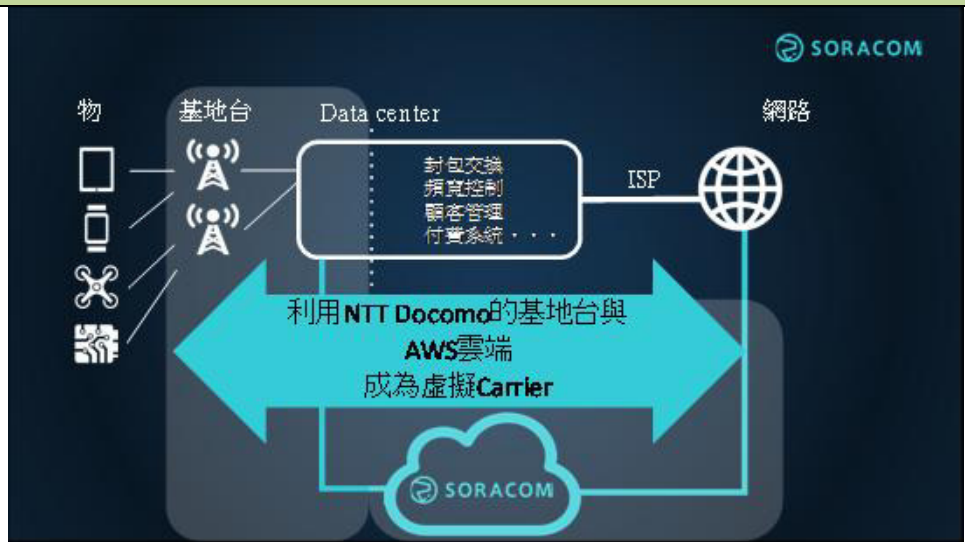 SORACOM
物
基地台
Data center
網路
封包交換
頻寬控制
顧客管理
付費系統・・・
ISP
利用NTT Docomo的基地台與
AWS雲端
成為虛擬Carrier
SORACOM